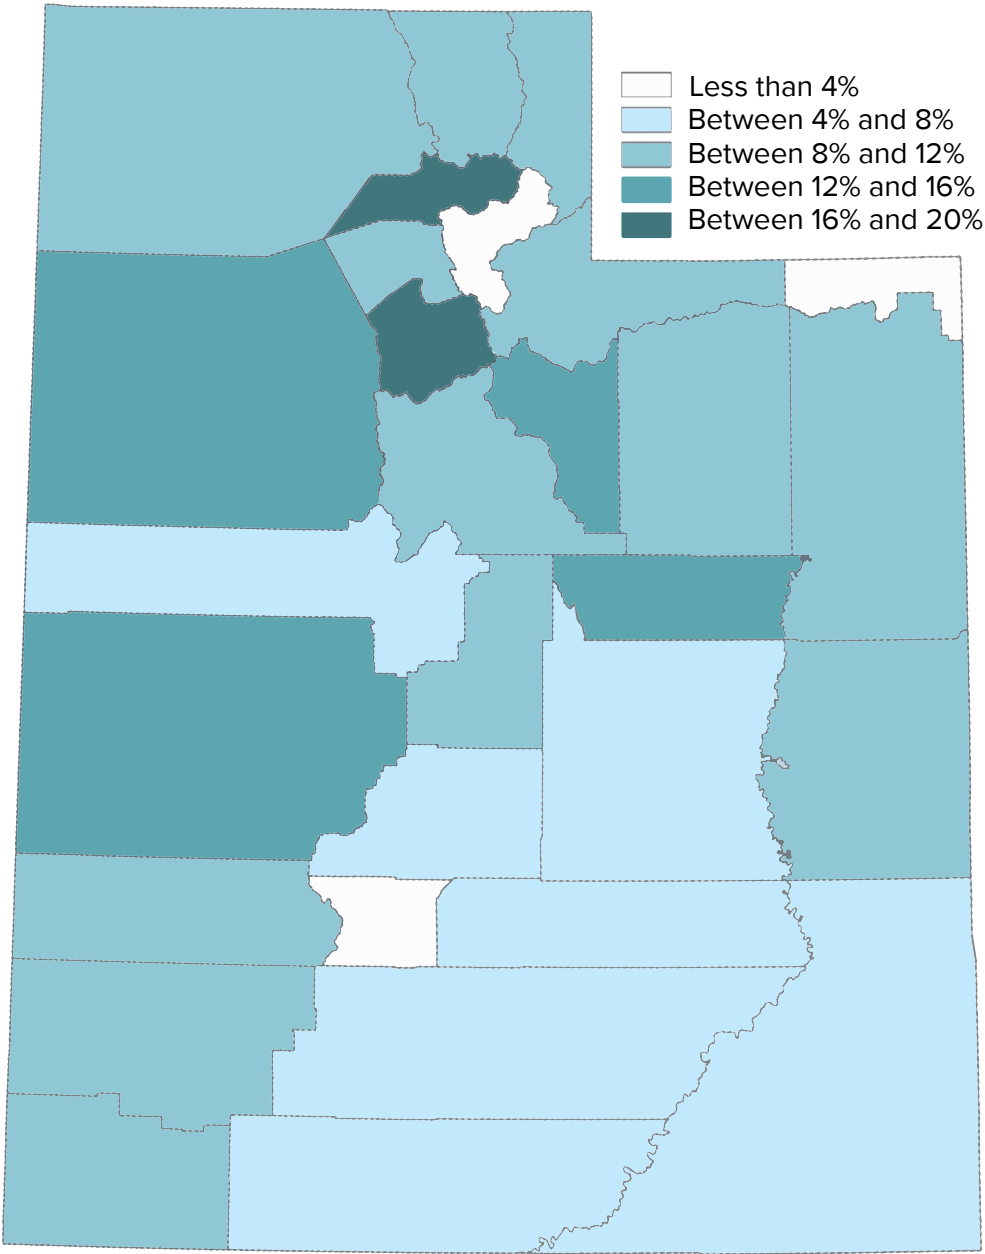 Less than 4%
Between 4% and 8%
Between 8% and 12%
Between 12% and 16%
Between 16% and 20%